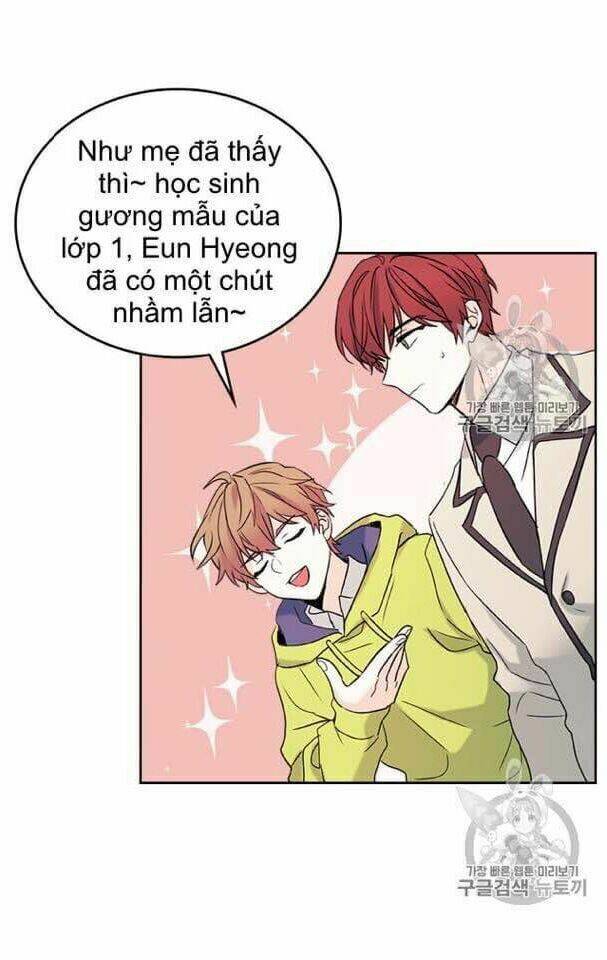 Như mẹ đã thấy
thì~ học sinh
gương mẫu của
lớp 1, Eun Hyeong
đã có một chút
nhầm lẫn~
가장 빠른 웹툰 미리보기
구글검색 뉴토끼
가장 빠른 웹툰 미리보기
구글검색 뉴토끼